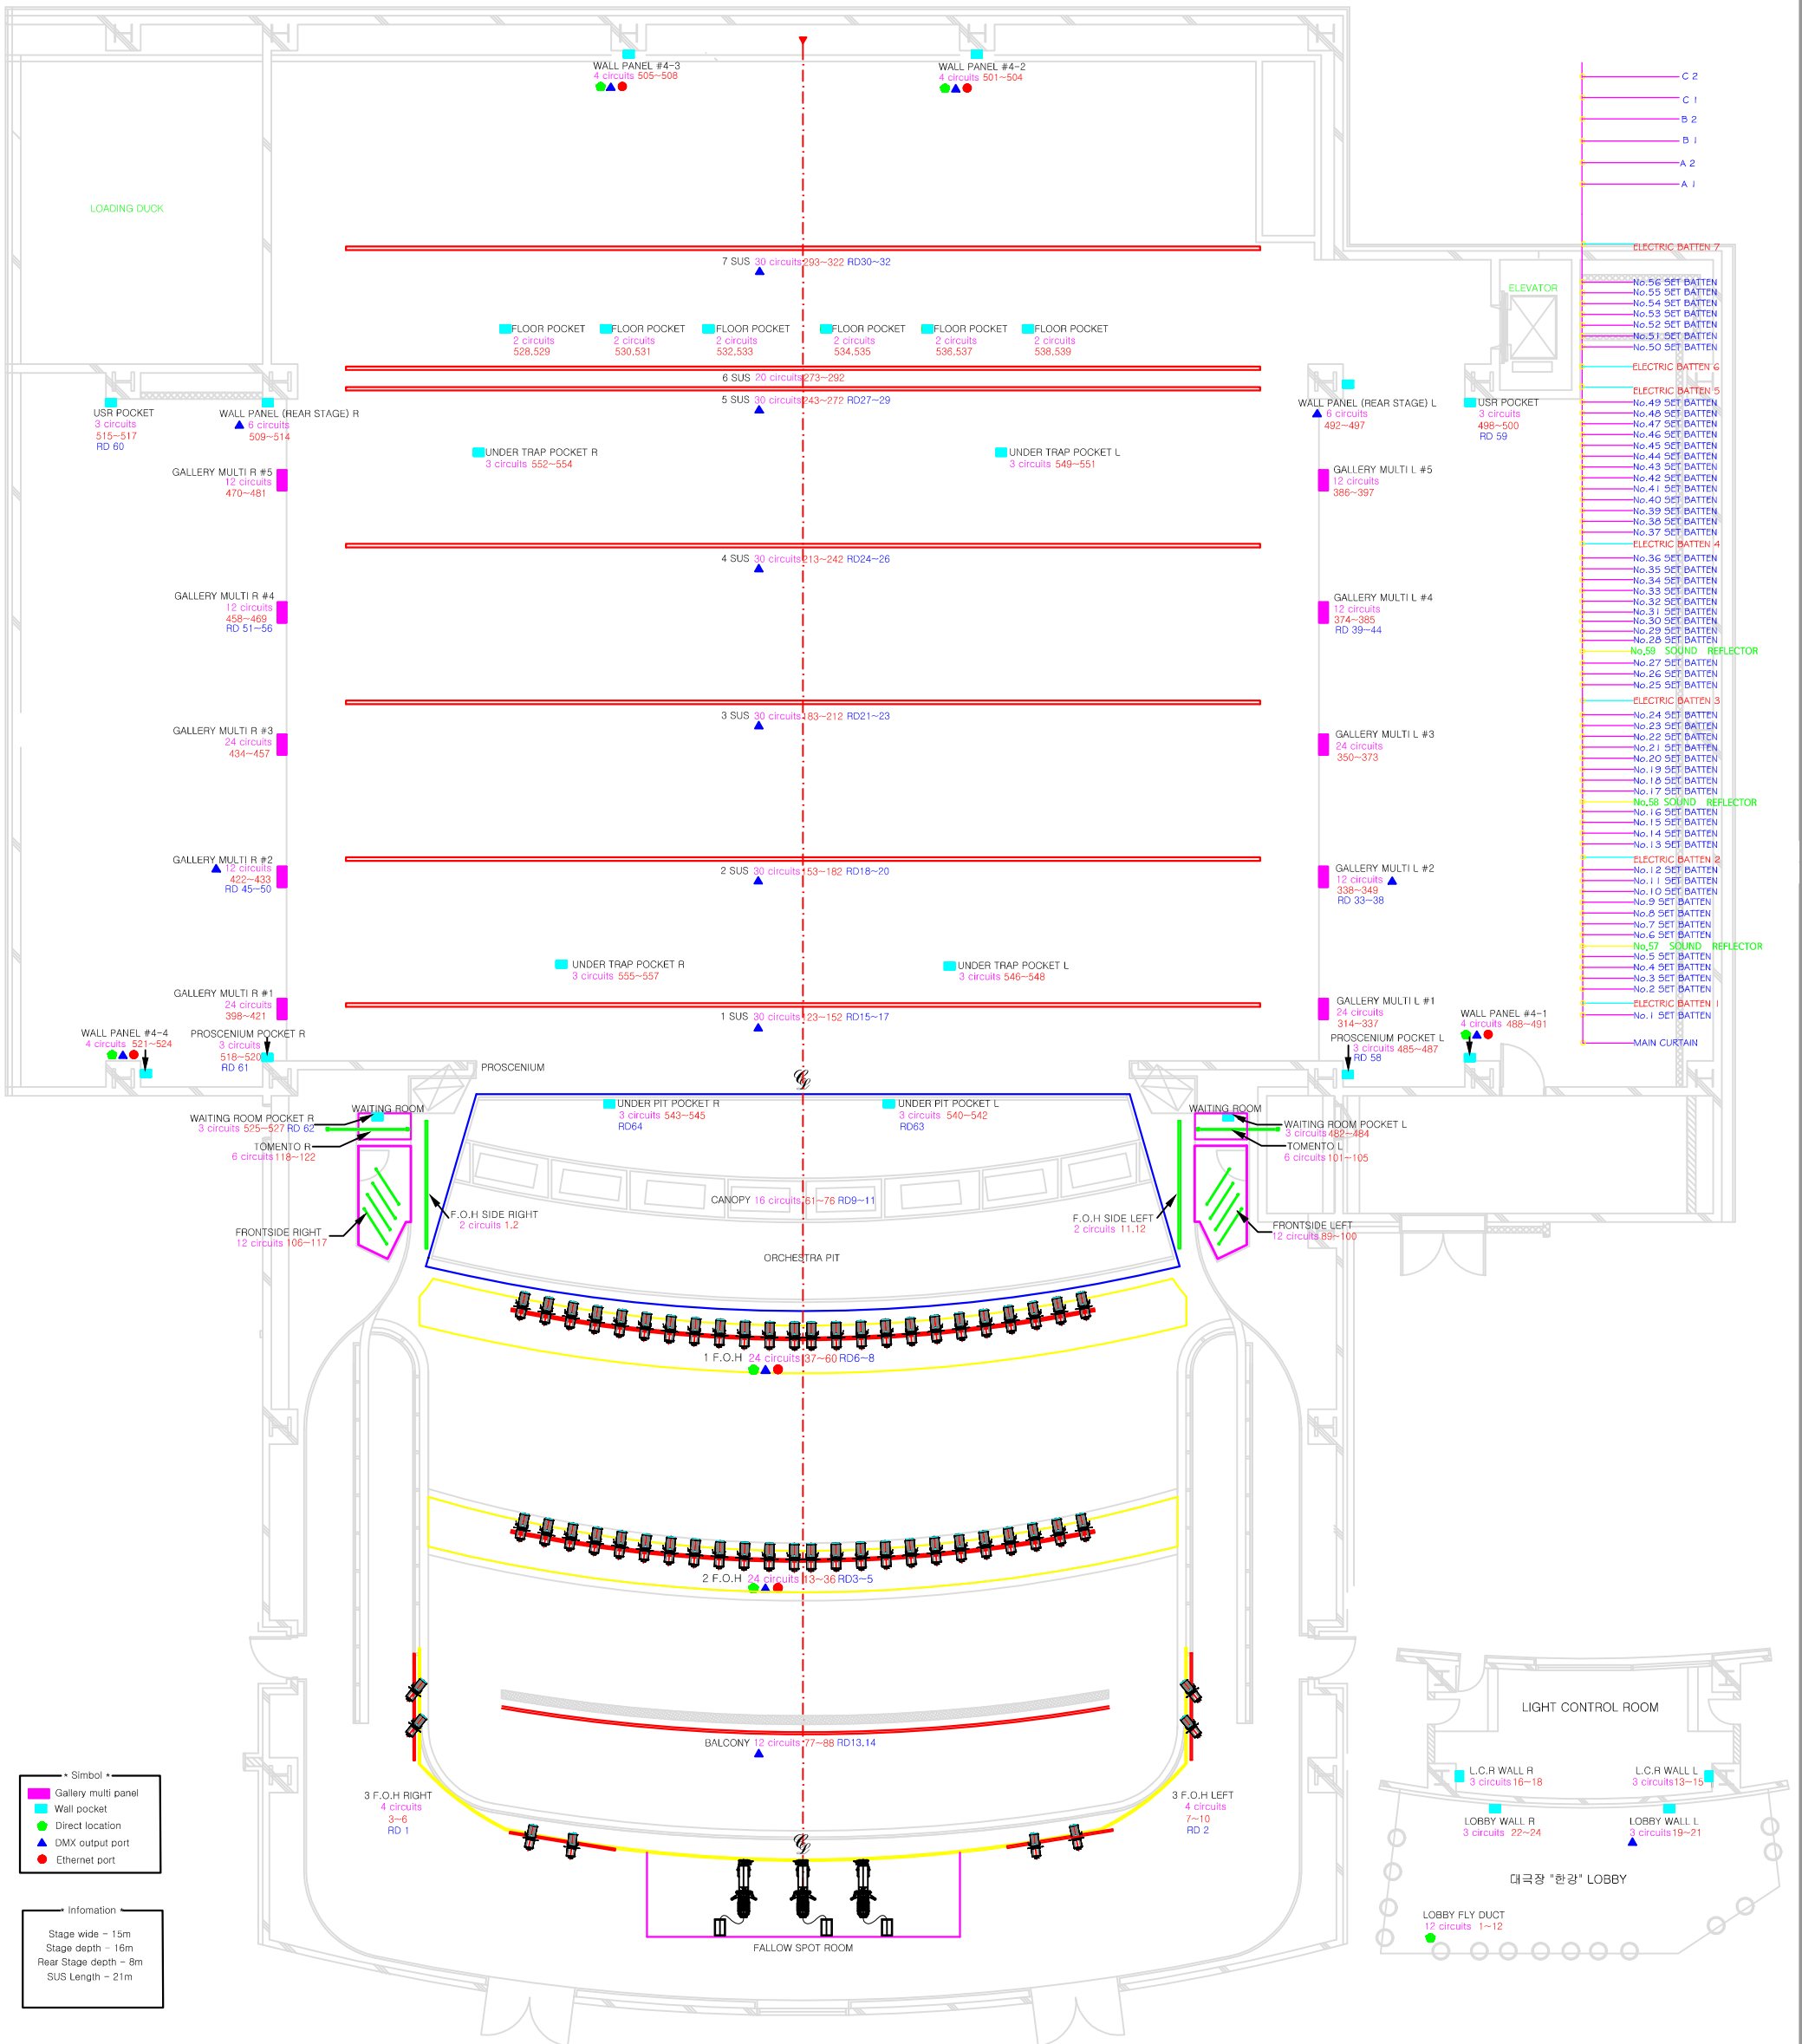 WALL PANEL #4-3
4 circuits 505~508
WALL PANEL #4-2
4 circuits 501~504
C 2
C 1
B 2
B 1
A 2
A 1
LOADING DUCK
ELECTRIC BATTEN 7
7 SUS 30 circuits 293~322 RD30~32
ELEVATOR
No.56 SET BATTEN
No.55 SET BATTEN
No.54 SET BATTEN
No.53 SET BATTEN
No.52 SET BATTEN
No.51 SET BATTEN
No.50 SET BATTEN
FLOOR POCKET
2 circuits
528,529
FLOOR POCKET
2 circuits
530,531
FLOOR POCKET
2 circuits
532,533
FLOOR POCKET
2 circuits
534,535
FLOOR POCKET
2 circuits
536,537
FLOOR POCKET
2 circuits
538,539
ELECTRIC BATTEN 6
6 SUS 20 circuits 273~292
ELECTRIC BATTEN 5
5 SUS 30 circuits 243~272 RD27~29
USR POCKET
3 circuits
515~517
RD 60
WALL PANEL (REAR STAGE) R
6 circuits
509~514
WALL PANEL (REAR STAGE) L
6 circuits
492~497
USR POCKET
3 circuits
498~500
RD 59
No.49 SET BATTEN
No.48 SET BATTEN
No.47 SET BATTEN
No.46 SET BATTEN
No.45 SET BATTEN
No.44 SET BATTEN
No.43 SET BATTEN
No.42 SET BATTEN
No.41 SET BATTEN
No.40 SET BATTEN
No.39 SET BATTEN
No.38 SET BATTEN
No.37 SET BATTEN
UNDER TRAP POCKET R
3 circuits 552~554
UNDER TRAP POCKET L
3 circuits 549~551
GALLERY MULTI R #5
12 circuits
470~481
GALLERY MULTI L #5
12 circuits
386~397
ELECTRIC BATTEN 4
4 SUS 30 circuits 213~242 RD24~26
No.36 SET BATTEN
No.35 SET BATTEN
No.34 SET BATTEN
No.33 SET BATTEN
No.32 SET BATTEN
No.31 SET BATTEN
No.30 SET BATTEN
No.29 SET BATTEN
No.28 SET BATTEN
No.59 SOUND REFLECTOR
No.27 SET BATTEN
No.26 SET BATTEN
No.25 SET BATTEN
GALLERY MULTI R #4
12 circuits
458~469
RD 51~56
GALLERY MULTI L #4
12 circuits
374~385
RD 39~44
ELECTRIC BATTEN 3
3 SUS 30 circuits 183~212 RD21~23
GALLERY MULTI R #3
24 circuits
434~457
GALLERY MULTI L #3
24 circuits
350~373
No.24 SET BATTEN
No.23 SET BATTEN
No.22 SET BATTEN
No.21 SET BATTEN
No.20 SET BATTEN
No.19 SET BATTEN
No.18 SET BATTEN
No.17 SET BATTEN
No.58 SOUND REFLECTOR
No.16 SET BATTEN
No.15 SET BATTEN
No.14 SET BATTEN
No.13 SET BATTEN
ELECTRIC BATTEN 2
2 SUS 30 circuits 153~182 RD18~20
GALLERY MULTI R #2
12 circuits
422~433
RD 45~50
GALLERY MULTI L #2
12 circuits
338~349
RD 33~38
No.12 SET BATTEN
No.11 SET BATTEN
No.10 SET BATTEN
No.9 SET BATTEN
No.8 SET BATTEN
No.7 SET BATTEN
No.6 SET BATTEN
No.57 SOUND REFLECTOR
No.5 SET BATTEN
No.4 SET BATTEN
No.3 SET BATTEN
No.2 SET BATTEN
ELECTRIC BATTEN 1
No.1 SET BATTEN
MAIN CURTAIN
UNDER TRAP POCKET R
3 circuits 555~557
UNDER TRAP POCKET L
3 circuits 546~548
GALLERY MULTI R #1
24 circuits
398~421
1 SUS 30 circuits 123~152 RD15~17
GALLERY MULTI L #1
24 circuits
314~337
WALL PANEL #4-4
4 circuits 521~524
PROSCENIUM POCKET R
3 circuits
518~520
RD 61
PROSCENIUM POCKET L
3 circuits 485~487
RD 58
WALL PANEL #4-1
4 circuits 488~491
PROSCENIUM
CL
WAITING ROOM
WAITING ROOM POCKET R
3 circuits 525~527 RD 62
TOMENTO R
6 circuits 118~122
UNDER PIT POCKET R
3 circuits 543~545
RD64
UNDER PIT POCKET L
3 circuits 540~542
RD63
WAITING ROOM
WAITING ROOM POCKET L
3 circuits 482~484
TOMENTO L
6 circuits 101~105
CANOPY 16 circuits 61~76 RD9~11
F.O.H SIDE RIGHT
2 circuits 1.2
F.O.H SIDE LEFT
2 circuits 11.12
FRONTSIDE RIGHT
12 circuits 106~117
FRONTSIDE LEFT
12 circuits 89~100
ORCHESTRA PIT
1 F.O.H 24 circuits 37~60 RD6~8
2 F.O.H 24 circuits 13~36 RD3~5
BALCONY 12 circuits 77~88 RD13.14
3 F.O.H RIGHT
4 circuits
3~6
RD 1
3 F.O.H LEFT
4 circuits
7~10
RD 2
CL
FALLOW SPOT ROOM
* Simbol *
Gallery multi panel
Wall pocket
Direct location
DMX output port
Ethernet port
* Infomation *
Stage wide - 15m
Stage depth - 16m
Rear Stage depth - 8m
SUS Length - 21m
LIGHT CONTROL ROOM
L.C.R WALL R
3 circuits 16~18
L.C.R WALL L
3 circuits 13~15
LOBBY WALL R
3 circuits 22~24
LOBBY WALL L
3 circuits 19~21
대극장 "한강" LOBBY
LOBBY FLY DUCT
12 circuits 1~12